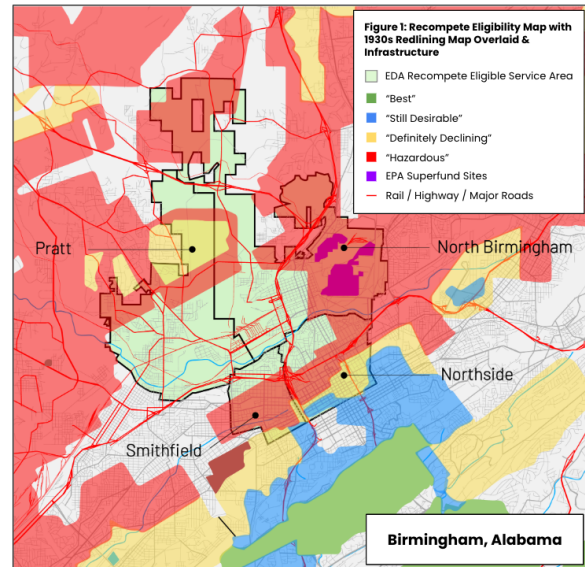 Figure 1: Recompete Eligibility Map with
1930s Redlining Map Overlaid &
Infrastructure
EDA Recompete Eligible Service Area
“Best”
“Still Desirable”
“Definitely Declining”
“Hazardous”
EPA Superfund Sites
Rail / Highway / Major Roads
Pratt
North Birmingham
Northside
Smithfield
Birmingham, Alabama